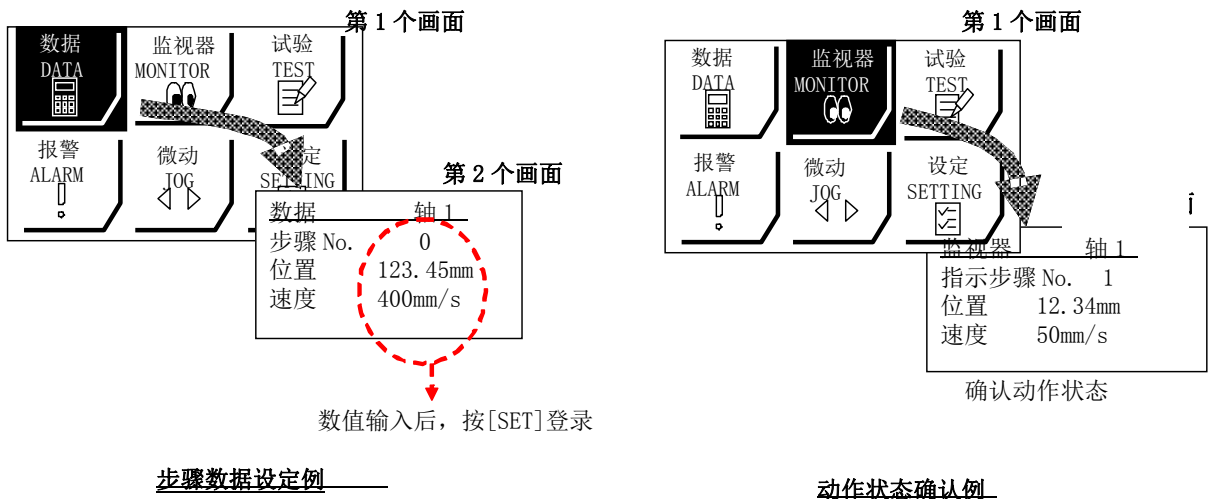 第 1 个画面
数据
DATA
监视器
MONITOR
试验
TEST
报警
ALARM
微动
JOG
定
SETTING
第 2 个画面
数据 轴 1
步骤 No. 0
位置 123.45mm
速度 400mm/s
数值输入后，按[SET]登录
步骤数据设定例
第 1 个画面
数据
DATA
监视器
MONITOR
试验
TEST
报警
ALARM
微动
JOG
设定
SETTING
监视器 轴 1
指示步骤 No. 1
位置 12.34mm
速度 50mm/s
确认动作状态
动作状态确认例